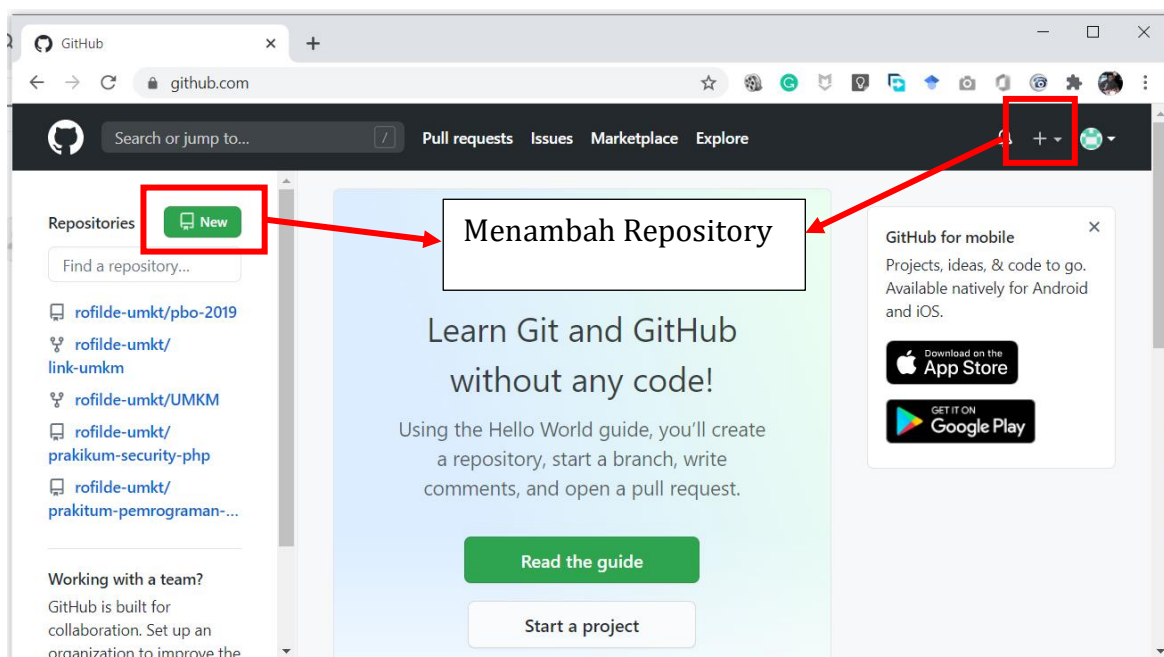 GitHub
github.com
Search or jump to...
/
Pull requests Issues Marketplace Explore
Repositories
New
Find a repository...
rofilde-umkt/pbo-2019
rofilde-umkt/
link-umkm
rofilde-umkt/UMKM
rofilde-umkt/
prakikum-security-php
rofilde-umkt/
prakitum-pemrograman-...
Working with a team?
GitHub is built for
collaboration. Set up an
organization to improve the
Menambah Repository
Learn Git and GitHub
without any code!
Using the Hello World guide, you'll create
a repository, start a branch, write
comments, and open a pull request.
Read the guide
Start a project
GitHub for mobile
Projects, ideas, & code to go.
Available natively for Android
and iOS.
Download on the
App Store
GET IT ON
Google Play